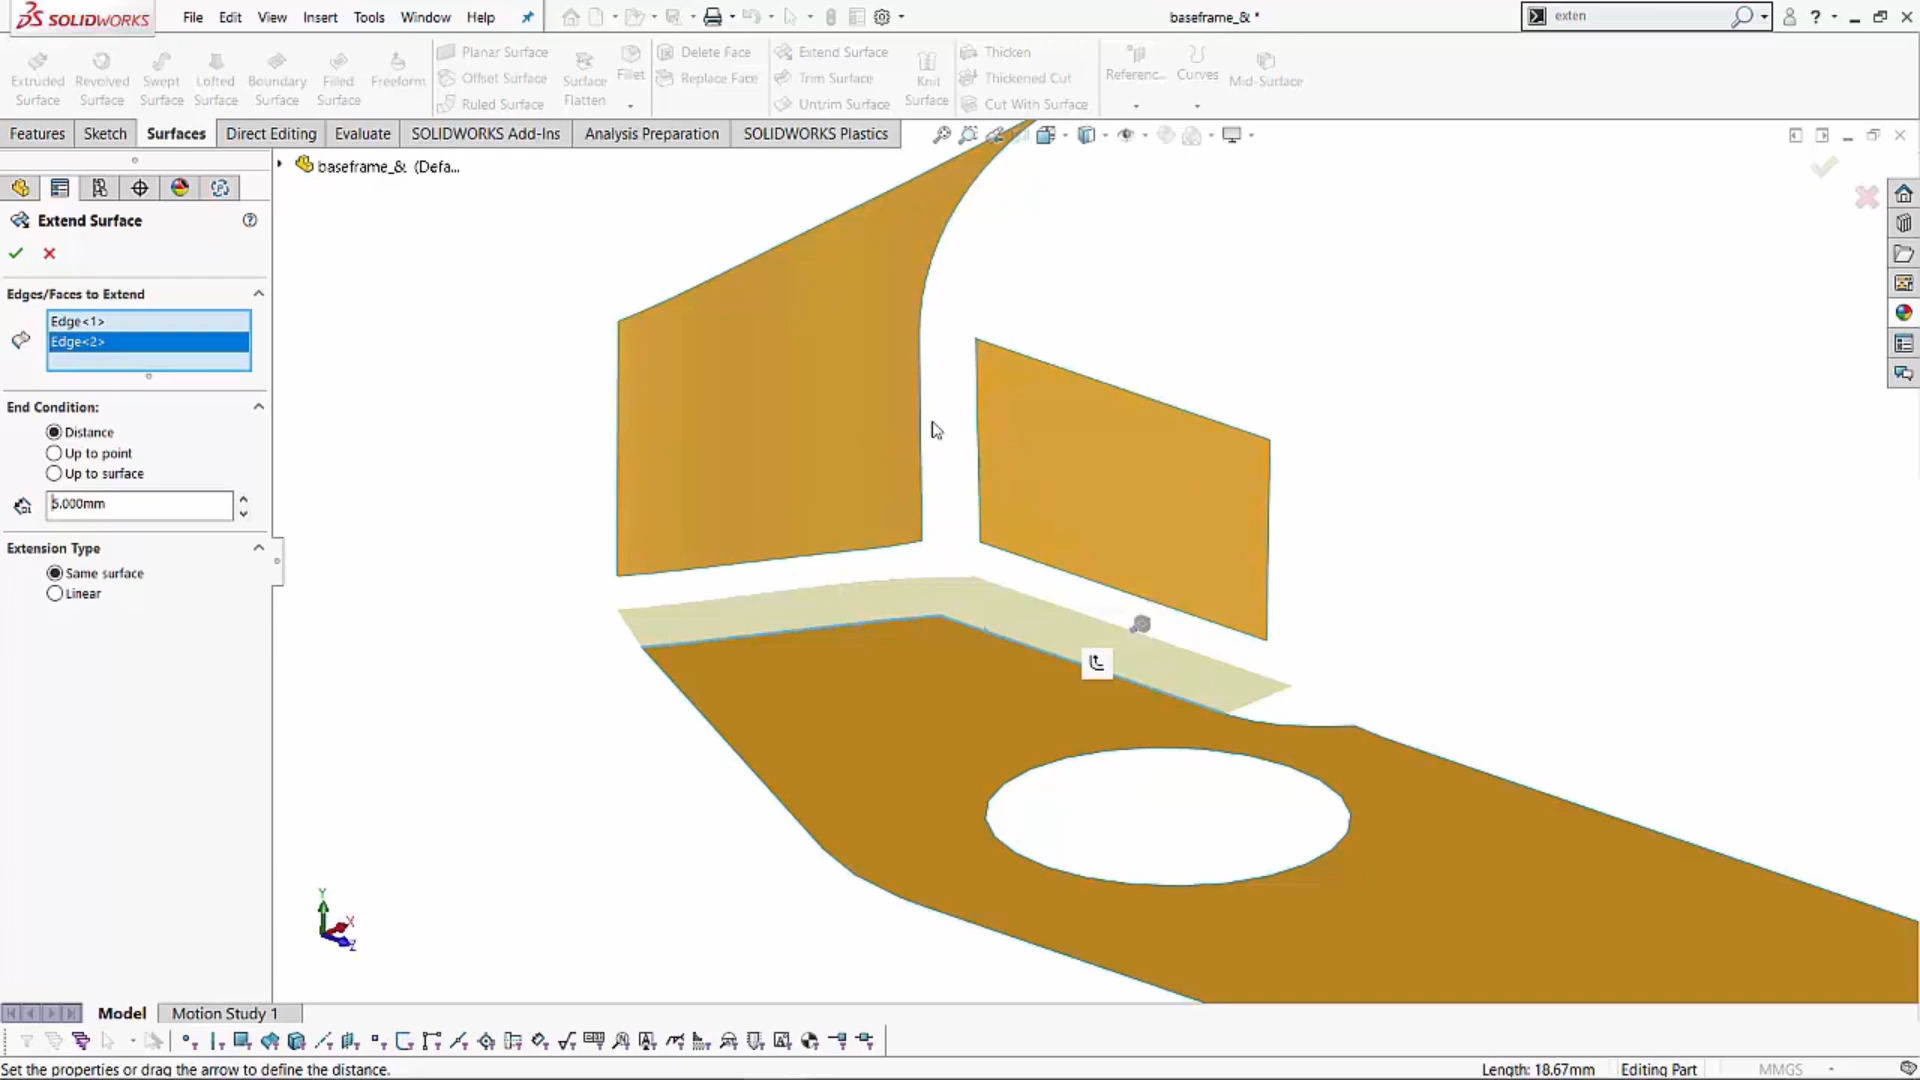 SOLIDWORKS File Edit View Insert Tools Window Help baseframe_& * exten
Extruded Surface
Revolved Surface
Swept Surface
Lofted Surface
Boundary Surface
Filled Surface
Freeform
Planar Surface
Offset Surface
Ruled Surface
Surface Flatten
Fillet
Delete Face
Replace Face
Extend Surface
Trim Surface
Untrim Surface
Knit Surface
Thicken
Thickened Cut
Cut With Surface
Referenc...
Curves
Mid-Surface
Features Sketch Surfaces Direct Editing Evaluate SOLIDWORKS Add-Ins Analysis Preparation SOLIDWORKS Plastics
baseframe_& (Defa...
Extend Surface
Edges/Faces to Extend
Edge<1>
Edge<2>
End Condition:
Distance
Up to point
Up to surface
5.000mm
Extension Type
Same surface
Linear
Y
X
Z
Model Motion Study 1
Set the properties or drag the arrow to define the distance. Length: 18.67mm Editing Part MMGS